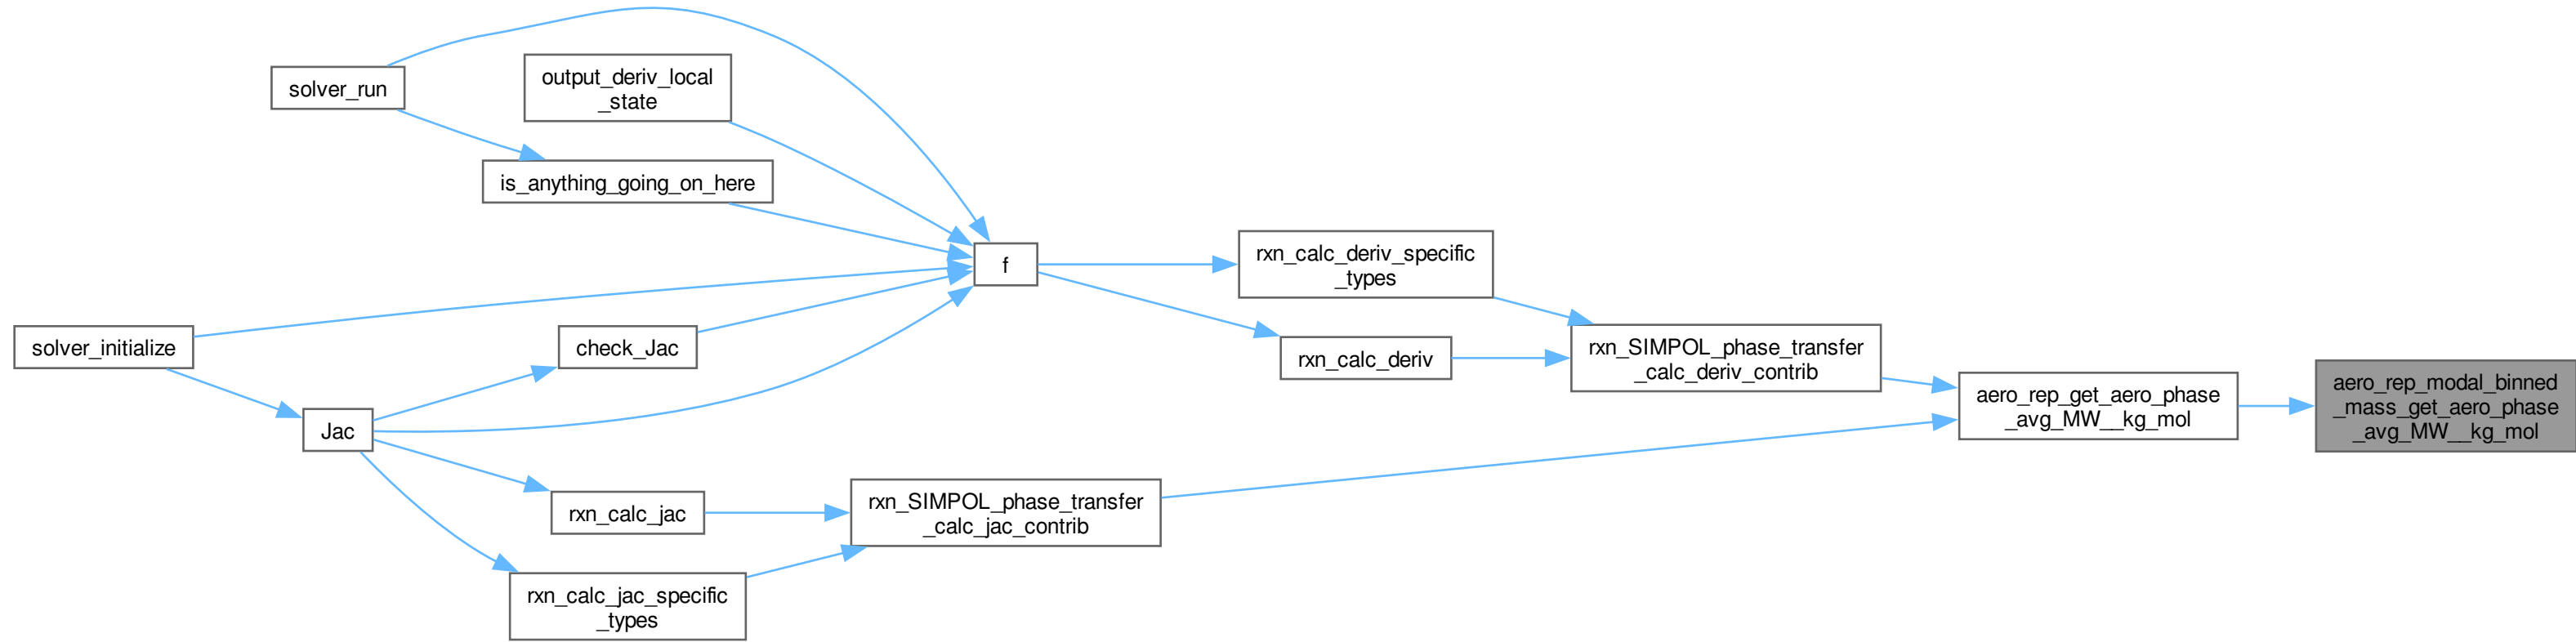 solver_run
output_deriv_local
_state
is_anything_going_on_here
f
rxn_calc_deriv_specific
_types
solver_initialize
check_Jac
rxn_calc_deriv
rxn_SIMPOL_phase_transfer
_calc_deriv_contrib
aero_rep_get_aero_phase
_avg_MW__kg_mol
aero_rep_modal_binned
_mass_get_aero_phase
_avg_MW__kg_mol
Jac
rxn_calc_jac
rxn_SIMPOL_phase_transfer
_calc_jac_contrib
rxn_calc_jac_specific
_types